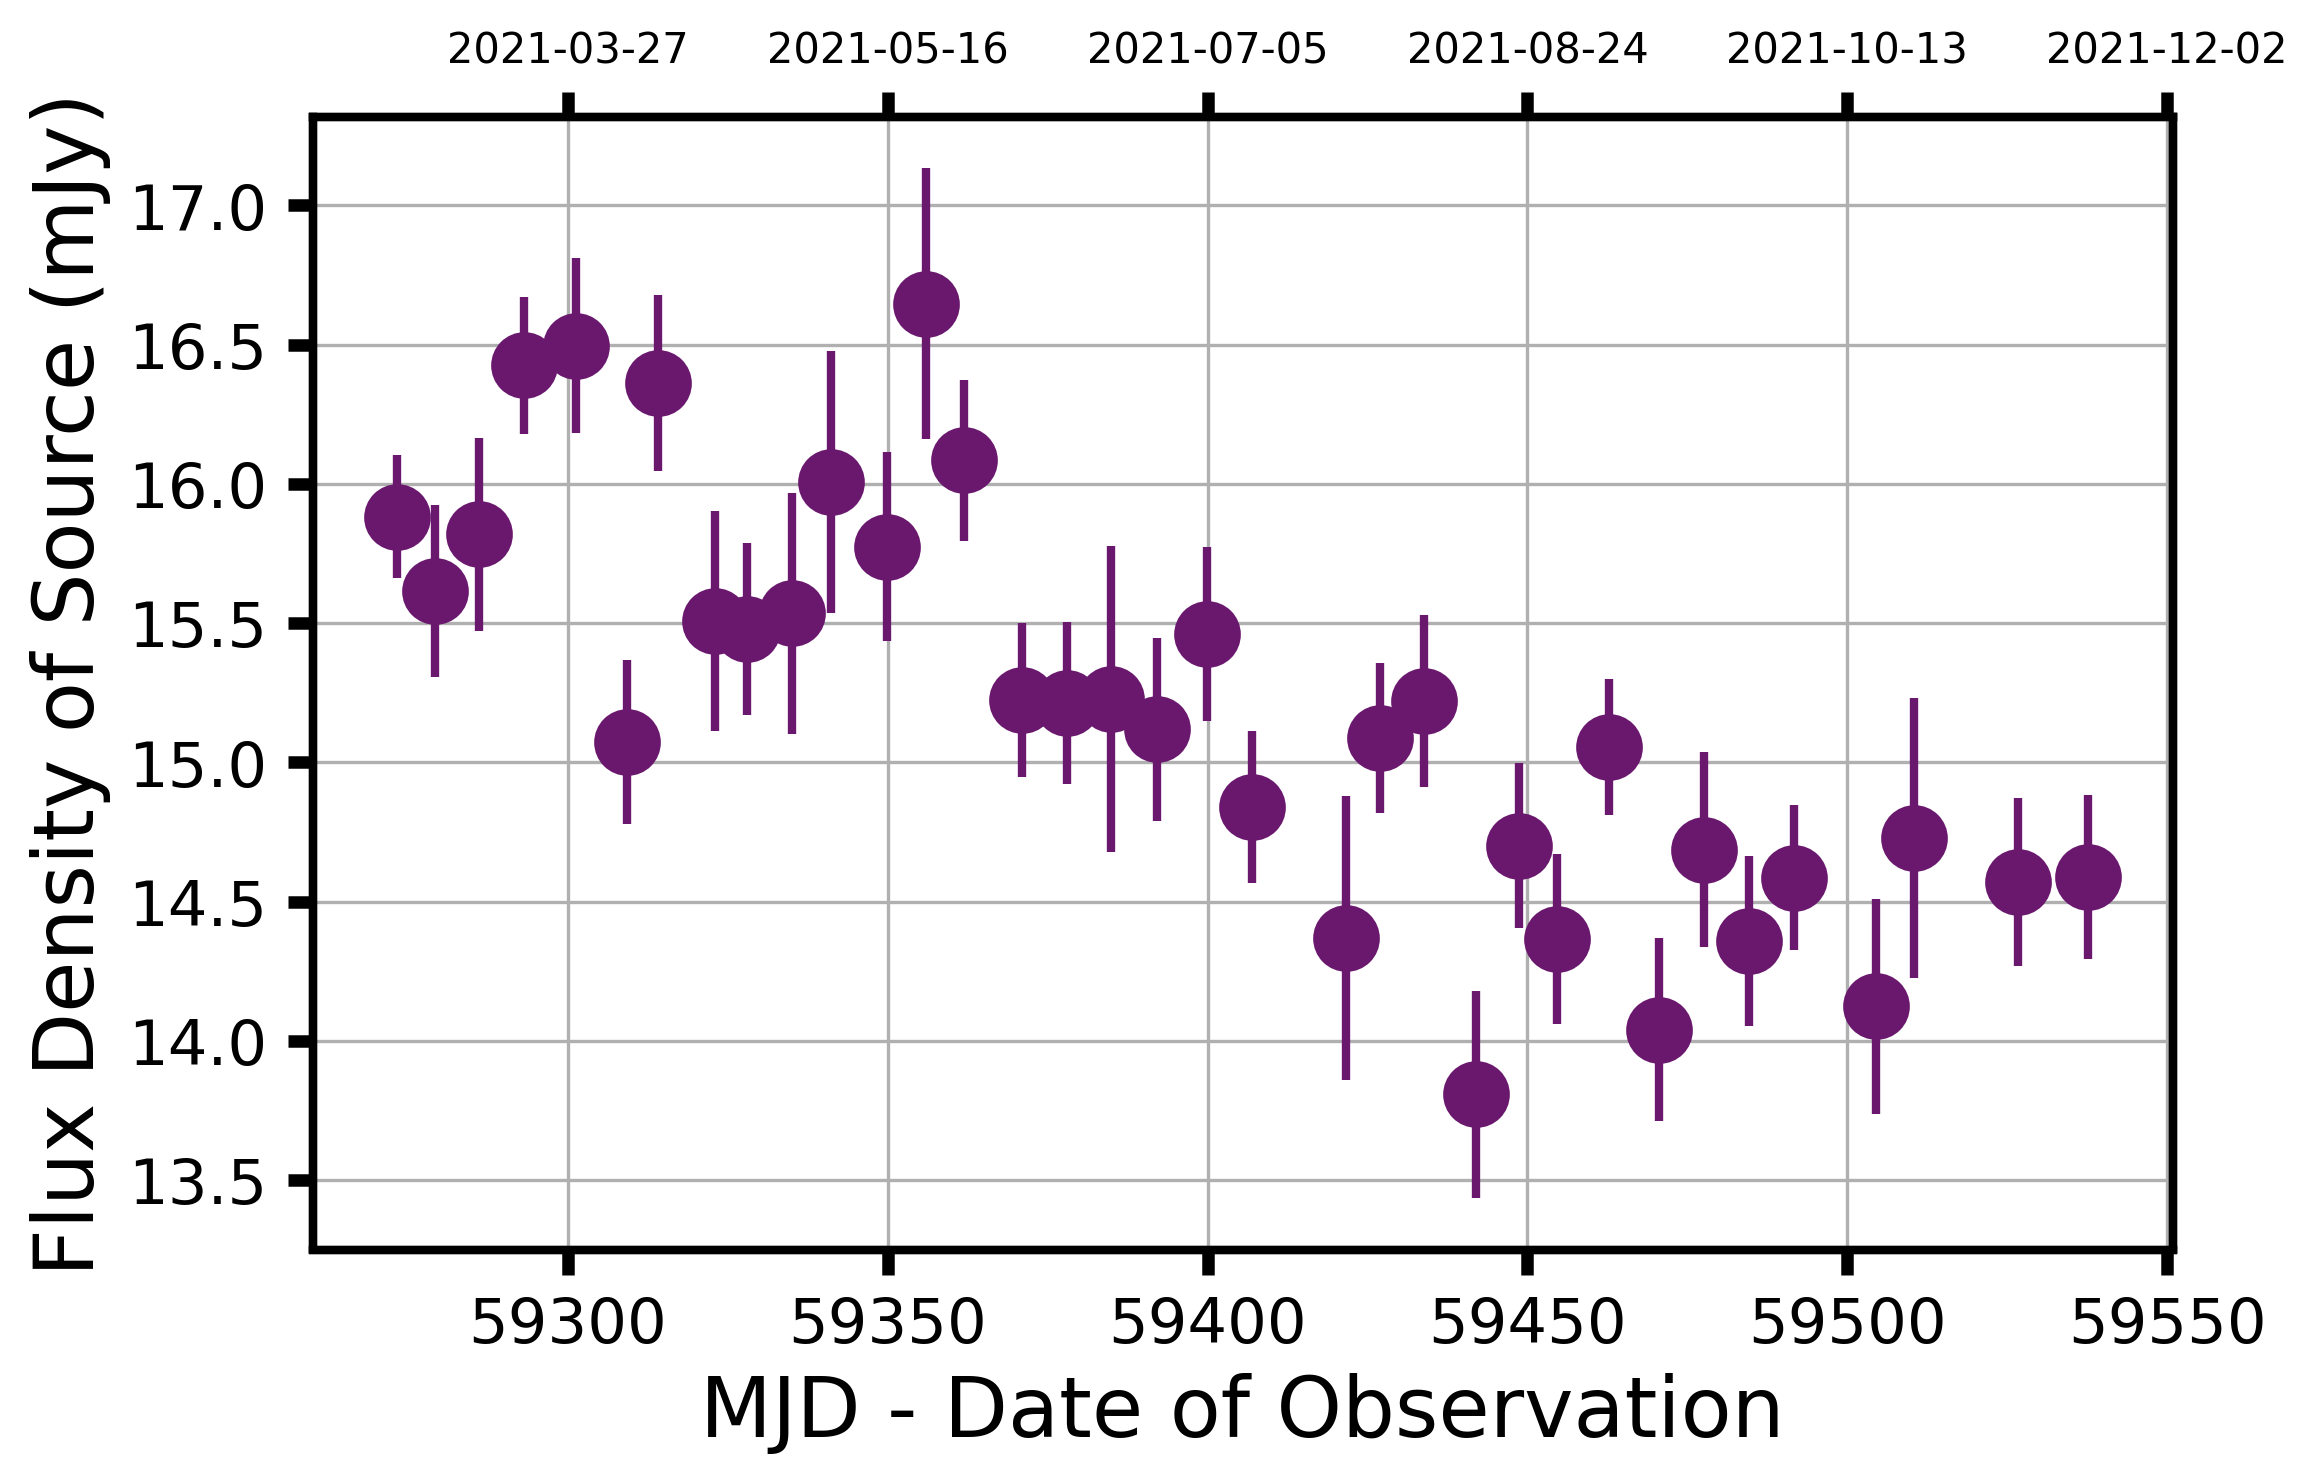 2021-03-27 2021-05-16 2021-07-05 2021-08-24 2021-10-13 2021-12-02
Flux Density of Source (mJy)
17.0
16.5
16.0
15.5
15.0
14.5
14.0
13.5
59300 59350 59400 59450 59500 59550
MJD - Date of Observation